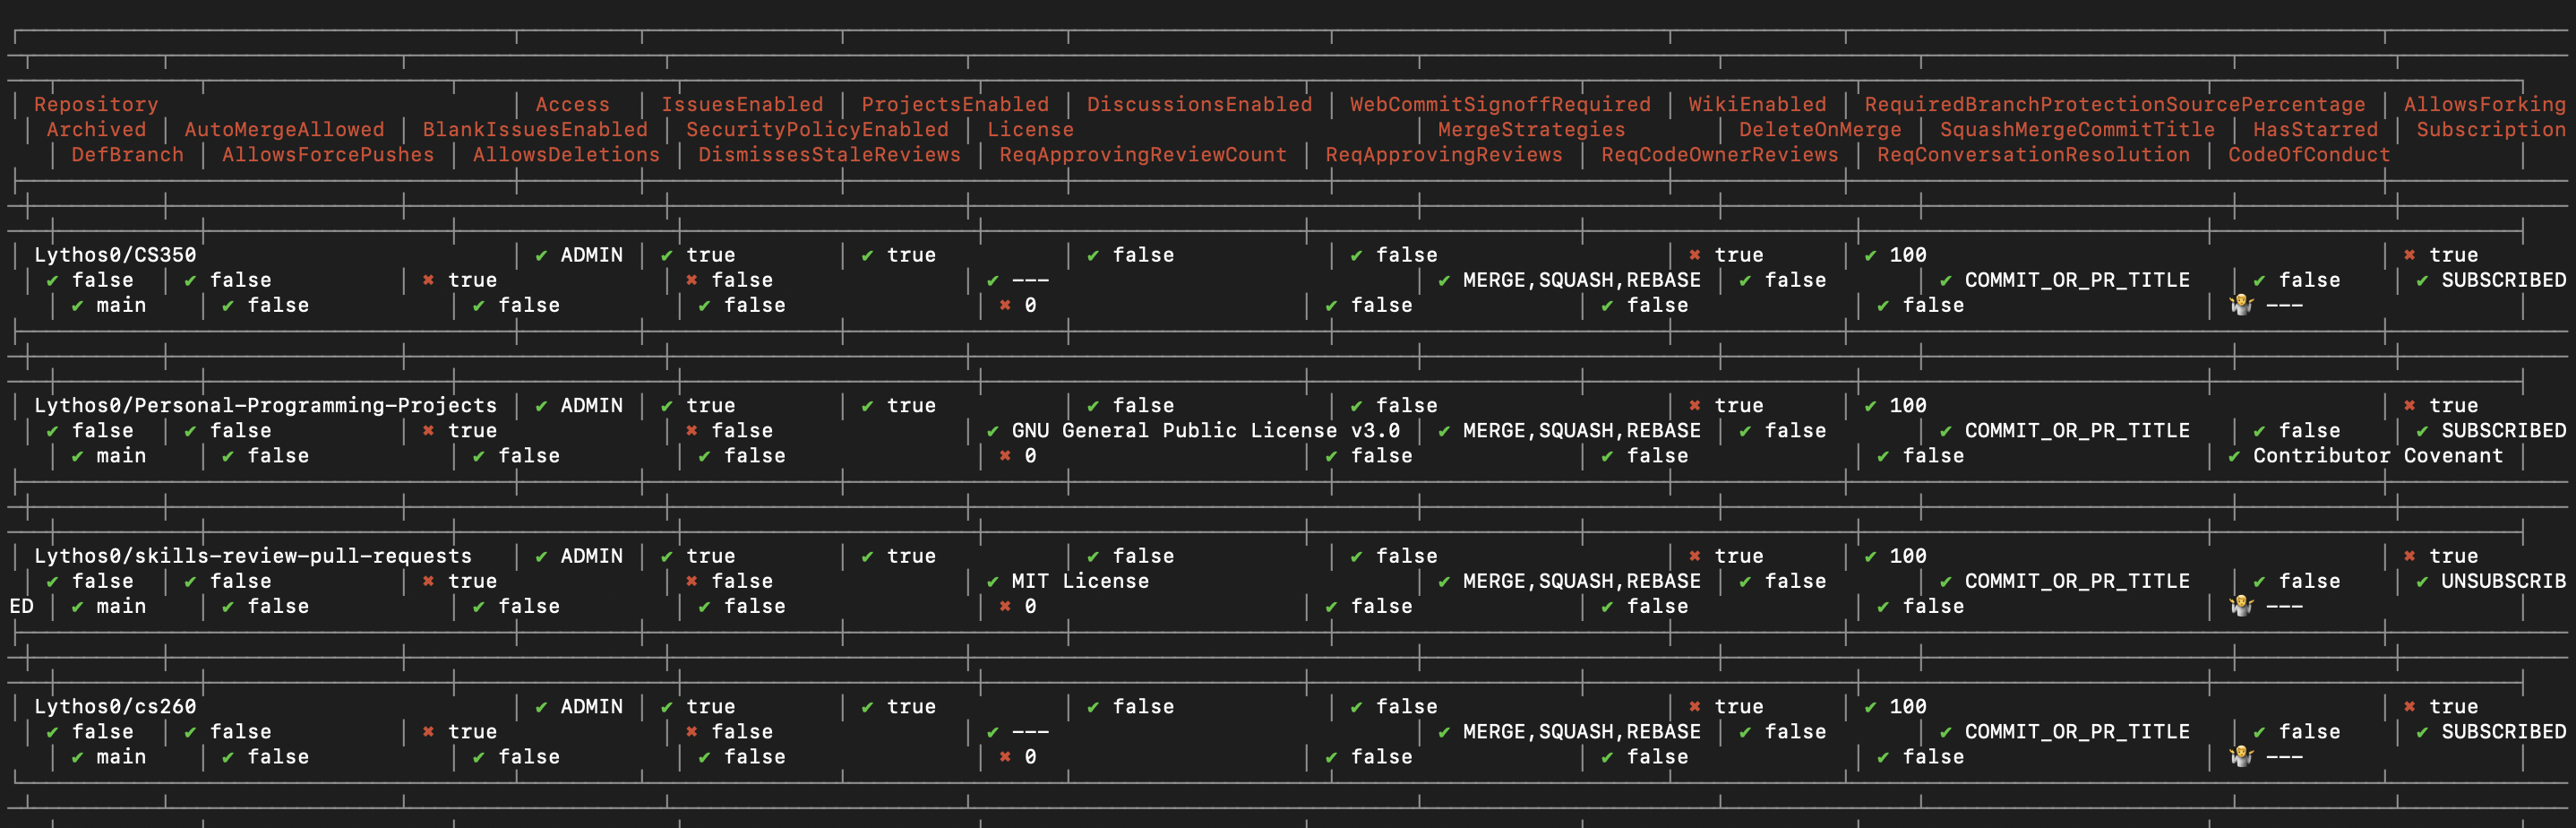 Repository Access IssuesEnabled ProjectsEnabled DiscussionsEnabled WebCommitSignoffRequired WikiEnabled RequiredBranchProtectionSourcePercentage AllowsForking
Archived AutoMergeAllowed BlankIssuesEnabled SecurityPolicyEnabled License MergeStrategies DeleteOnMerge SquashMergeCommitTitle HasStarred Subscription
DefBranch AllowsForcePushes AllowsDeletions DismissesStaleReviews ReqApprovingReviewCount ReqApprovingReviews ReqCodeOwnerReviews ReqConversationResolution CodeOfConduct
Lythos0/CS350 ✔ ADMIN ✔ true ✔ true ✔ false ✔ false ✖ true ✔ 100 ✖ true
✔ false ✔ false ✖ true ✖ false ✔ --- ✔ MERGE,SQUASH,REBASE ✔ false ✔ COMMIT_OR_PR_TITLE ✔ false ✔ SUBSCRIBED
✔ main ✔ false ✔ false ✔ false ✖ 0 ✔ false ✔ false ✔ false 🤷 ---
Lythos0/Personal-Programming-Projects ✔ ADMIN ✔ true ✔ true ✔ false ✔ false ✖ true ✔ 100 ✖ true
✔ false ✔ false ✖ true ✖ false ✔ GNU General Public License v3.0 ✔ MERGE,SQUASH,REBASE ✔ false ✔ COMMIT_OR_PR_TITLE ✔ false ✔ SUBSCRIBED
✔ main ✔ false ✔ false ✔ false ✖ 0 ✔ false ✔ false ✔ false ✔ Contributor Covenant
Lythos0/skills-review-pull-requests ✔ ADMIN ✔ true ✔ true ✔ false ✔ false ✖ true ✔ 100 ✖ true
✔ false ✔ false ✖ true ✖ false ✔ MIT License ✔ MERGE,SQUASH,REBASE ✔ false ✔ COMMIT_OR_PR_TITLE ✔ false ✔ UNSUBSCRIB
ED ✔ main ✔ false ✔ false ✔ false ✖ 0 ✔ false ✔ false ✔ false 🤷 ---
Lythos0/cs260 ✔ ADMIN ✔ true ✔ true ✔ false ✔ false ✖ true ✔ 100 ✖ true
✔ false ✔ false ✖ true ✖ false ✔ --- ✔ MERGE,SQUASH,REBASE ✔ false ✔ COMMIT_OR_PR_TITLE ✔ false ✔ SUBSCRIBED
✔ main ✔ false ✔ false ✔ false ✖ 0 ✔ false ✔ false ✔ false 🤷 ---